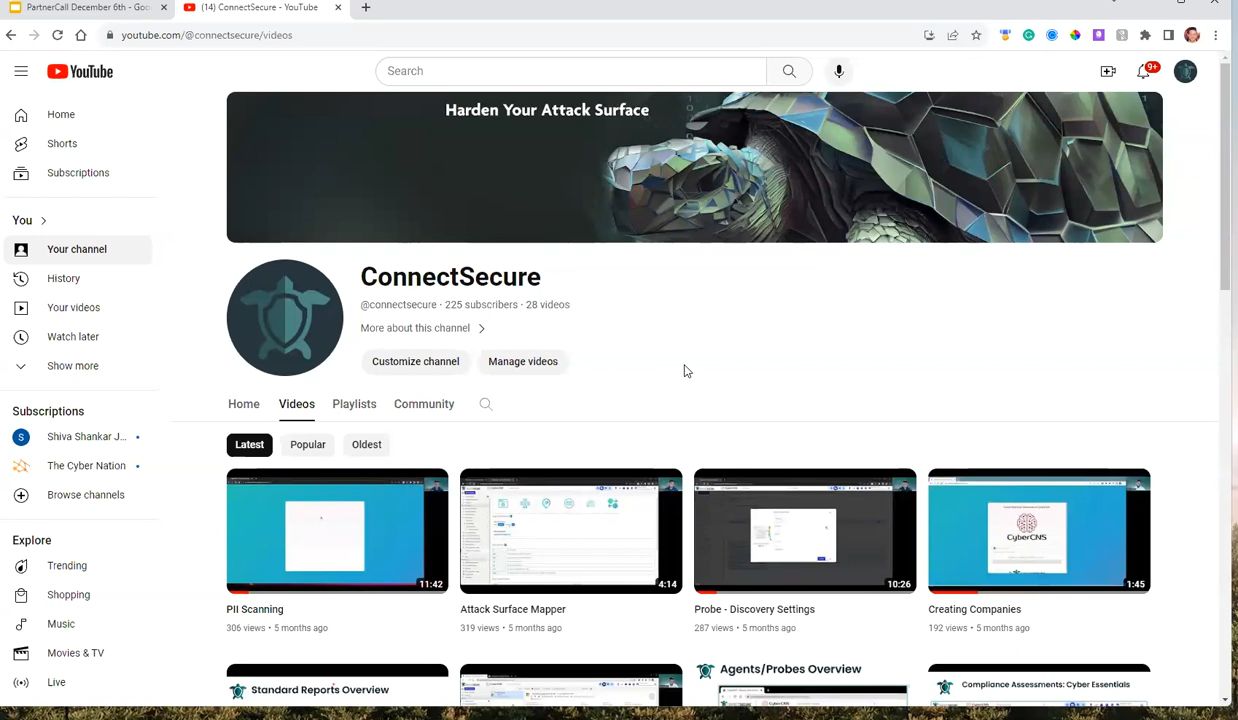 PartnerCall December 6th - Goo
(14) ConnectSecure - YouTube
youtube.com/@connectsecure/videos
YouTube
Search
9+
Harden Your Attack Surface
Home
Shorts
Subscriptions
You
Your channel
History
Your videos
Watch later
Show more
Subscriptions
S Shiva Shankar J...
The Cyber Nation
Browse channels
Explore
Trending
Shopping
Music
Movies & TV
Live
ConnectSecure
@connectsecure · 225 subscribers · 28 videos
More about this channel
Customize channel Manage videos
Home Videos Playlists Community
Latest Popular Oldest
11:42 4:14 10:26 CyberCNS 1:45
PII Scanning Attack Surface Mapper Probe - Discovery Settings Creating Companies
306 views • 5 months ago 319 views • 5 months ago 287 views • 5 months ago 192 views • 5 months ago
Standard Reports Overview Agents/Probes Overview Compliance Assessments: Cyber Essentials